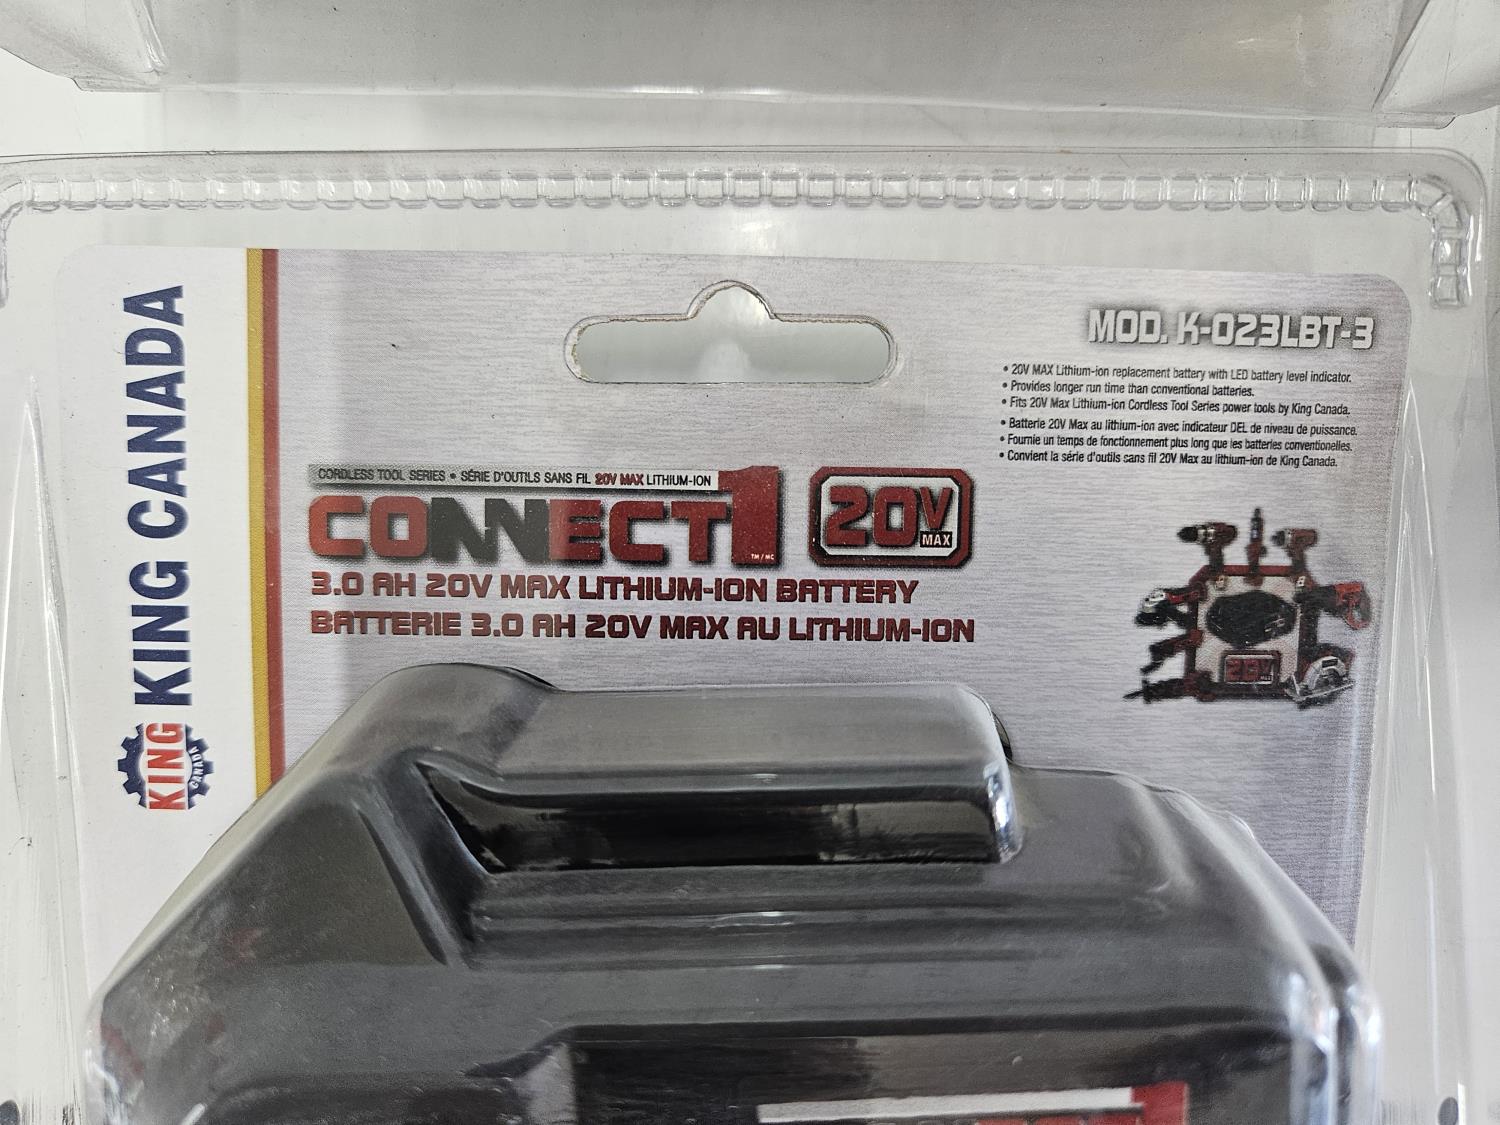 KING CANADA
KING
CANADA
MOD. K-023LBT-3
• 20V MAX Lithium-ion replacement battery with LED battery level indicator.
• Provides longer run time than conventional batteries.
• Fits 20V Max Lithium-ion Cordless Tool Series power tools by King Canada.
• Batterie 20V Max au lithium-ion avec indicateur DEL de niveau de puissance.
• Fournie un temps de fonctionnement plus long que les batteries conventionelles.
• Convient la série d'outils sans fil 20V Max au lithium-ion de King Canada.
CORDLESS TOOL SERIES • SÉRIE D'OUTILS SANS FIL 20V MAX LITHIUM-ION
CONNECT1
TM / MC
20V
MAX
3.0 AH 20V MAX LITHIUM-ION BATTERY
BATTERIE 3.0 AH 20V MAX AU LITHIUM-ION
20V
MAX